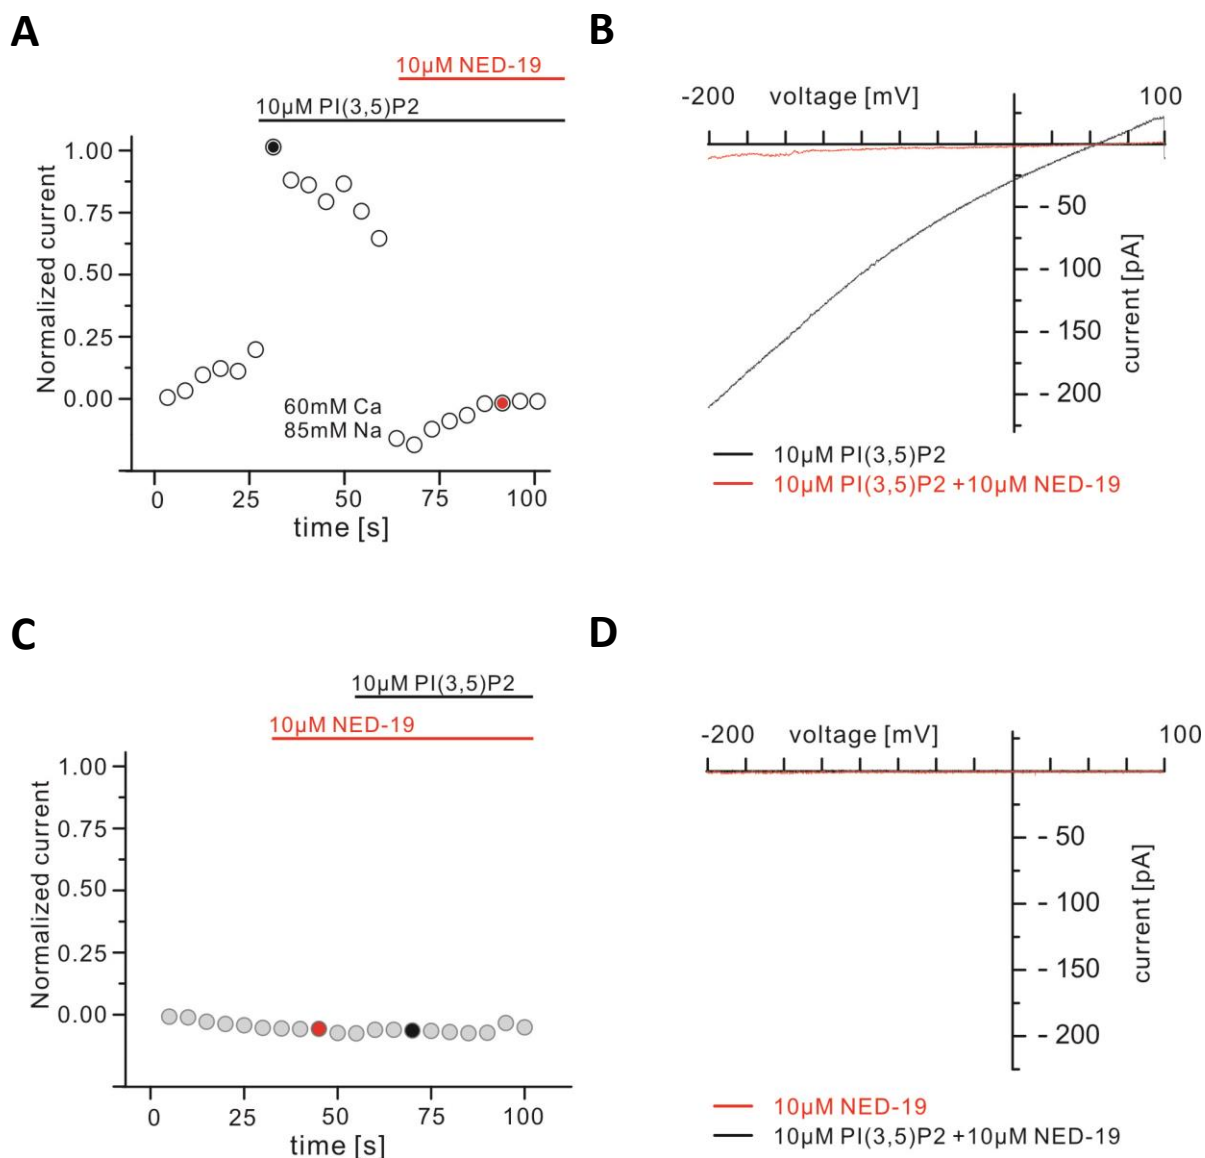 A
10µM NED-19
10µM PI(3,5)P2
Normalized current
1.00
0.75
0.50
0.25
0.00
60mM Ca
85mM Na
0 25 50 75 100
time [s]
B
-200 voltage [mV] 100
- 50
- 100
- 150
- 200
current [pA]
10µM PI(3,5)P2
10µM PI(3,5)P2 +10µM NED-19
C
10µM PI(3,5)P2
10µM NED-19
Normalized current
1.00
0.75
0.50
0.25
0.00
0 25 50 75 100
time [s]
D
-200 voltage [mV] 100
- 50
- 100
- 150
- 200
current [pA]
10µM NED-19
10µM PI(3,5)P2 +10µM NED-19